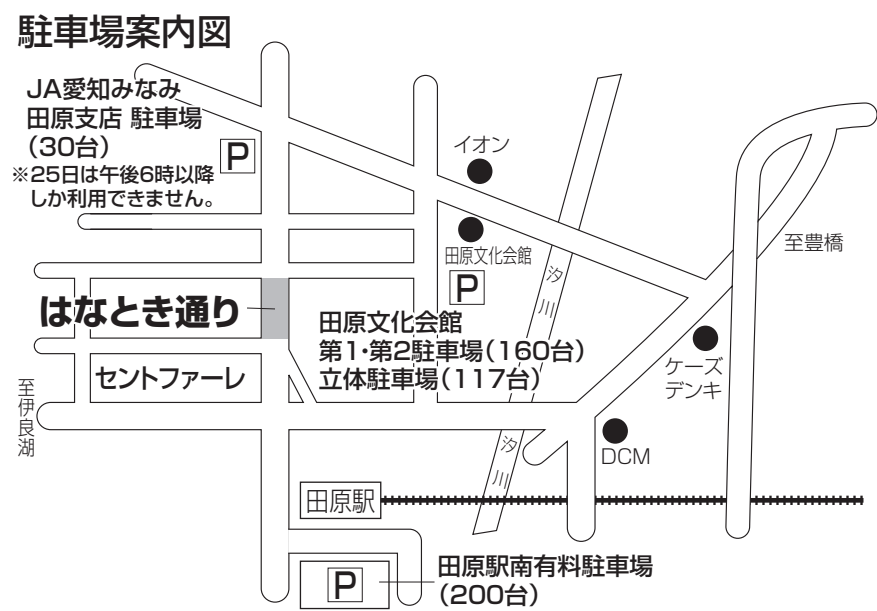 駐車場案内図
JA愛知みなみ
田原支店 駐車場
(30台)
※25日は午後6時以降
しか利用できません。
P
イオン
田原文化会館
P
至豊橋
汐川
はなとき通り
田原文化会館
第1・第2駐車場(160台)
立体駐車場(117台)
ケーズ
デンキ
セントファーレ
至伊良湖
汐川
DCM
田原駅
P
田原駅南有料駐車場
(200台)